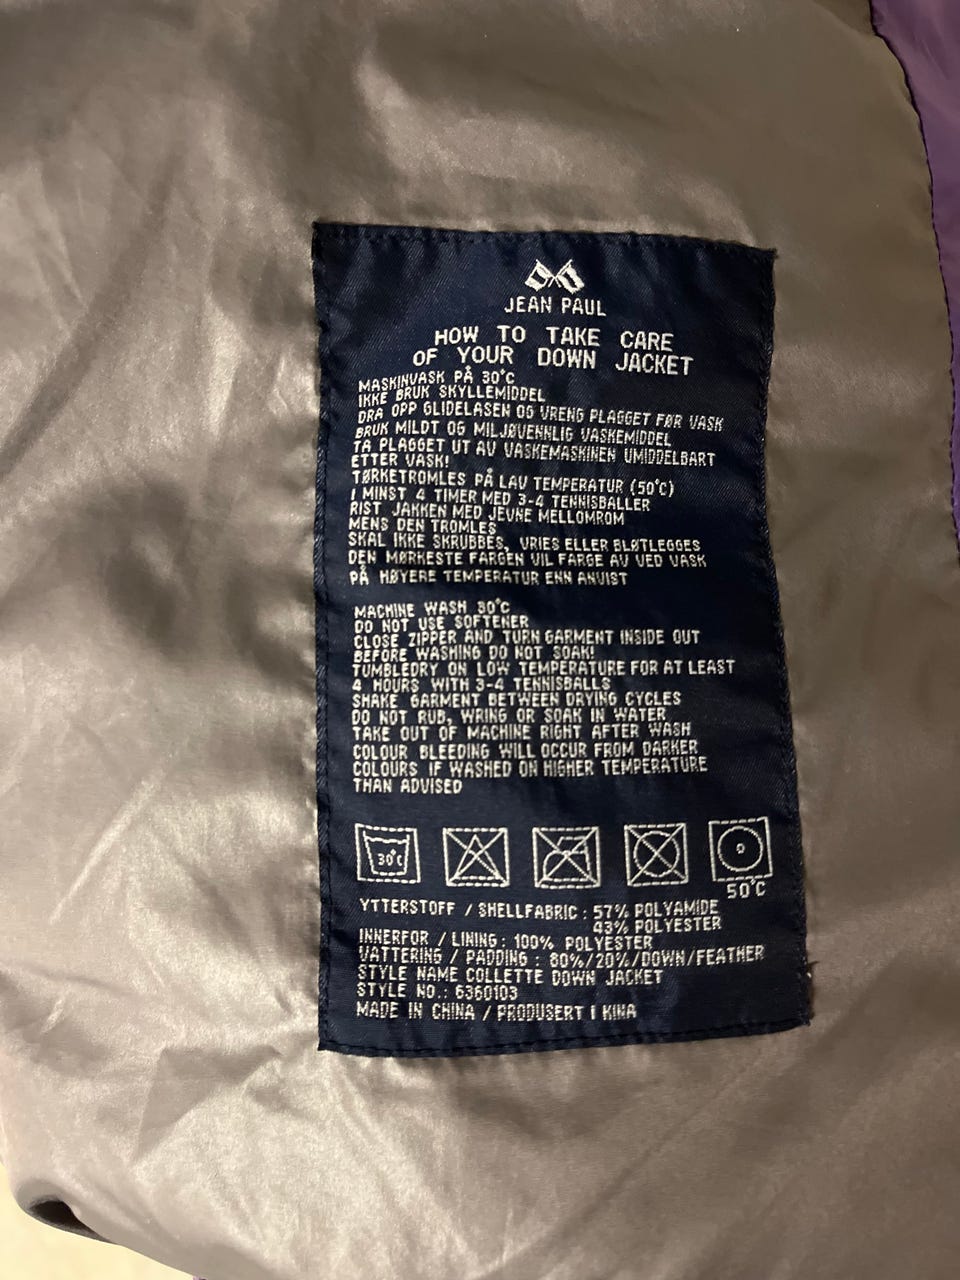 JEAN PAUL
HOW TO TAKE CARE
OF YOUR DOWN JACKET
MASKINVASK PÅ 30°C
IKKE BRUK SKYLLEMIDDEL
DRA OPP GLIDELASEN OG VRENG PLAGGET FØR VASK
BRUK MILDT OG MILJØVENNLIG VASKEMIDDEL
TA PLAGGET UT AV VASKEMASKINEN UMIDDELBART
ETTER VASK!
TØRKETROMLES PÅ LAV TEMPERATUR (50°C)
I MINST 4 TIMER MED 3-4 TENNISBALLER
RIST JAKKEN MED JEVNE MELLOMROM
MENS DEN TROMLES
SKAL IKKE SKRUBBES, VRIES ELLER BLØTLEGGES
DEN MØRKESTE FARGEN VIL FARGE AV VED VASK
PÅ HØYERE TEMPERATUR ENN ANVIST
MACHINE WASH 30°C
DO NOT USE SOFTENER
CLOSE ZIPPER AND TURN GARMENT INSIDE OUT
BEFORE WASHING DO NOT SOAK!
TUMBLEDRY ON LOW TEMPERATURE FOR AT LEAST
4 HOURS WITH 3-4 TENNISBALLS
SHAKE GARMENT BETWEEN DRYING CYCLES
DO NOT RUB, WRING OR SOAK IN WATER
TAKE OUT OF MACHINE RIGHT AFTER WASH
COLOUR BLEEDING WILL OCCUR FROM DARKER
COLOURS IF WASHED ON HIGHER TEMPERATURE
THAN ADVISED
30°C
50°C
YTTERSTOFF / SHELLFABRIC : 57% POLYAMIDE
43% POLYESTER
INNERFOR / LINING : 100% POLYESTER
VATTERING / PADDING : 80%/20%/DOWN/FEATHER
STYLE NAME COLLETTE DOWN JACKET
STYLE NO.: 6360103
MADE IN CHINA / PRODUSERT I KINA